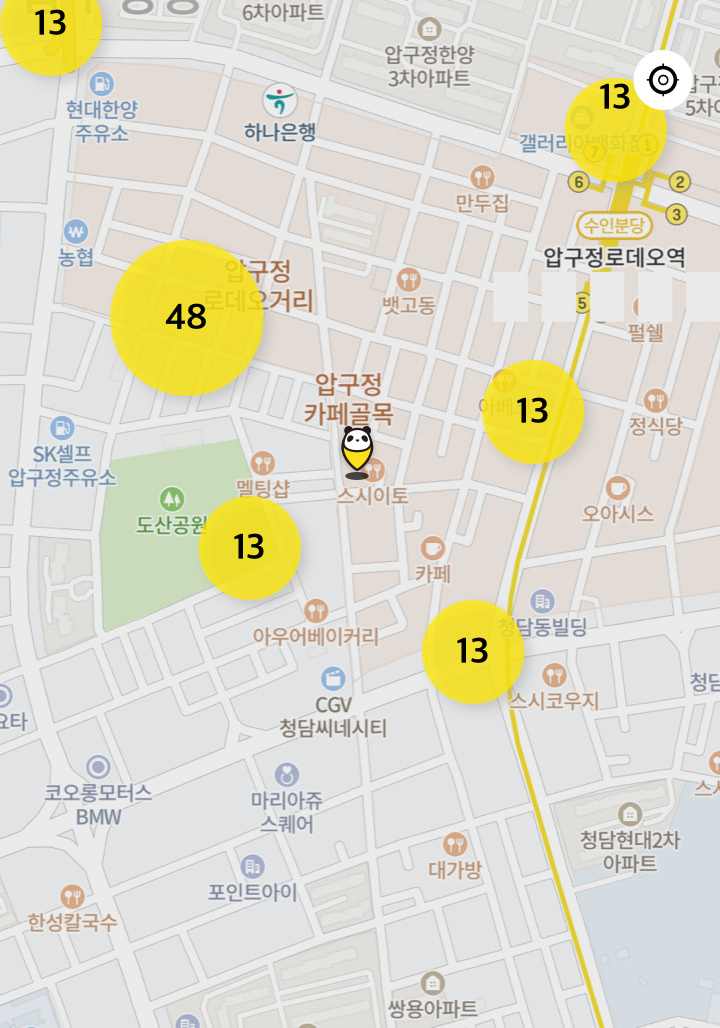 13
6차아파트
압구정한양
3차아파트
현대한양
주유소
하나은행
13
5차
갤러리아백화점
7
1
6
2
만두집
3
수인분당
농협
압구정로데오역
압구정
로데오거리
48
뱃고동
5
펄쉘
압구정
카페골목
13
정식당
SK셀프
압구정주유소
멜팅샵
스시이토
도산공원
오아시스
13
카페
아우어베이커리
청담동빌딩
13
CGV
청담씨네시티
스시코우지
청담
요타
코오롱모터스
BMW
마리아쥬
스퀘어
청담현대2차
아파트
대가방
포인트아이
한성칼국수
쌍용아파트